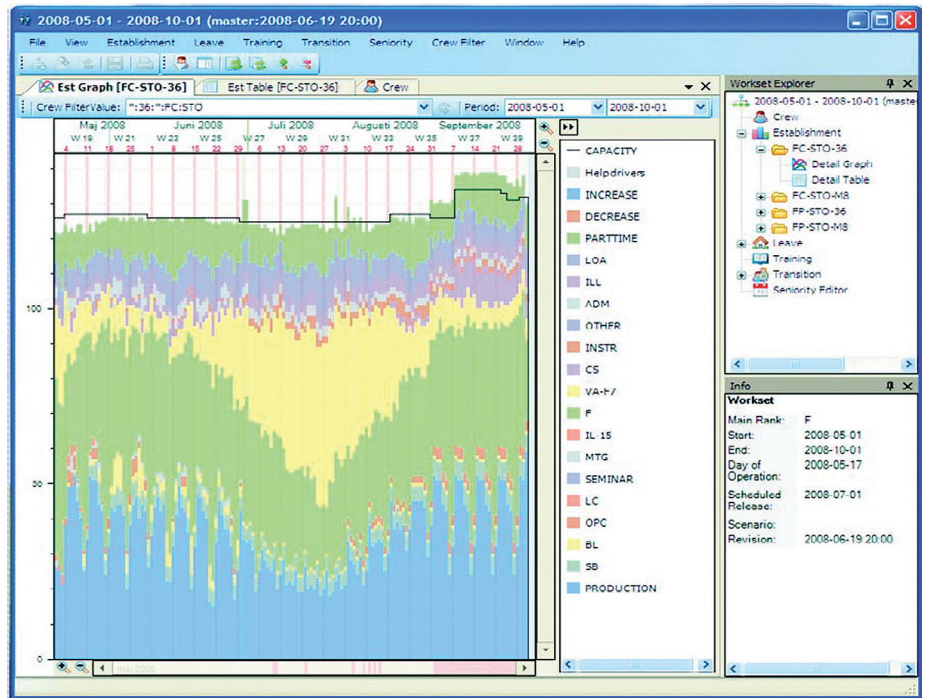 2008-05-01 - 2008-10-01 (master:2008-06-19 20:00)
File View Establishment Leave Training Transition Seniority Crew Filter Window Help
Est Graph [FC-STO-36] Est Table [FC-STO-36] Crew
Crew FilterValue: ":36:":FC:STO Period: 2008-05-01 2008-10-01
Maj 2008 Juni 2008 Juli 2008 Augusti 2008 September 2008
W 19 W 21 W 23 W 25 W 27 W 29 W 31 W 33 W 35 W 37 W 39
4 11 18 25 1 8 15 22 29 6 13 20 27 3 10 17 24 31 7 14 21 28
100
50
0
maj 2008
CAPACITY
Helpdrivers
INCREASE
DECREASE
PARTTIME
LOA
ILL
ADM
OTHER
INSTR
CS
VA-F7
F
IL-15
MTG
SEMINAR
LC
OPC
BL
SB
PRODUCTION
Workset Explorer
2008-05-01 - 2008-10-01 (maste
Crew
Establishment
FC-STO-36
Detail Graph
Detail Table
FC-STO-M8
FP-STO-36
FP-STO-M8
Leave
Training
Transition
Seniority Editor
Info
Workset
Main Rank: F
Start: 2008-05-01
End: 2008-10-01
Day of 2008-05-17
Operation:
Scheduled 2008-07-01
Release:
Scenario:
Revision: 2008-06-19 20:00